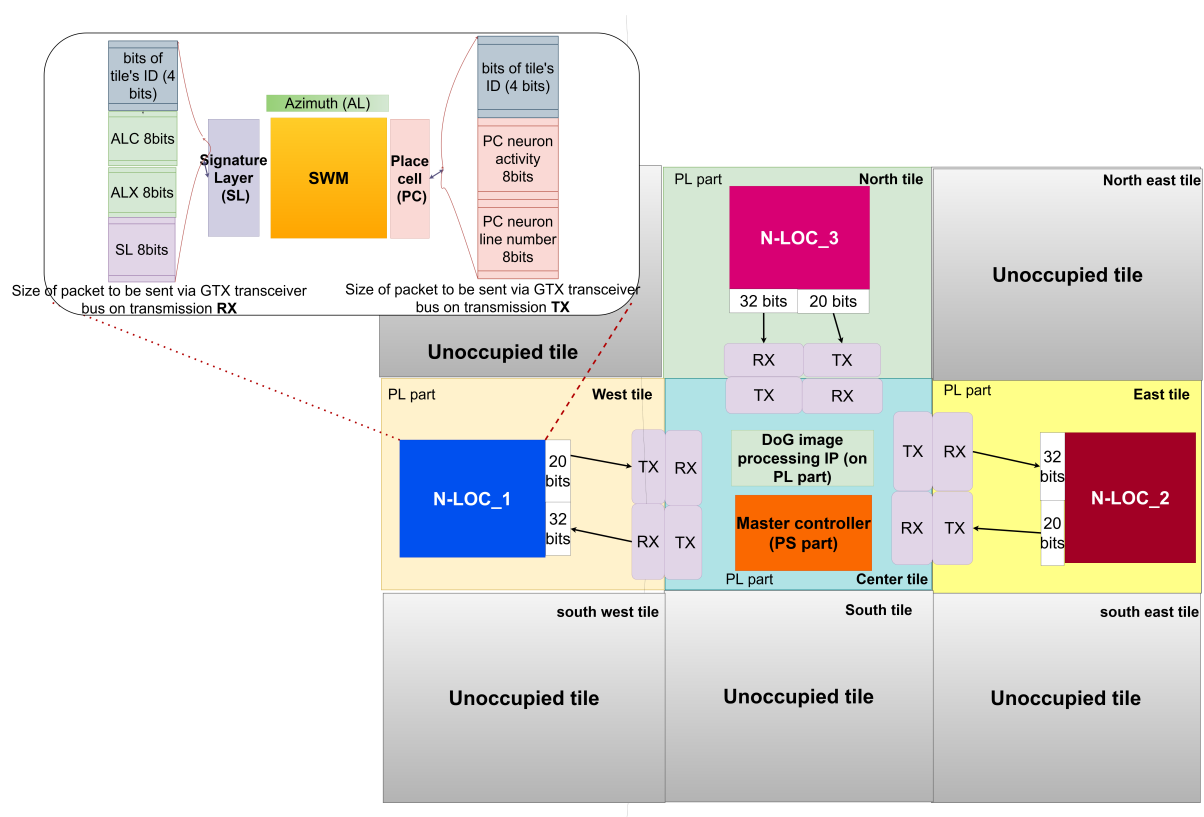 bits of
tile's ID (4
bits)
ALC 8bits
ALX 8bits
SL 8bits
Size of packet to be sent via GTX transceiver
bus on transmission RX
Signature
Layer
(SL)
Azimuth (AL)
SWM
Place
cell
(PC)
bits of tile's
ID (4 bits)
PC neuron
activity
8bits
PC neuron
line number
8bits
Size of packet to be sent via GTX transceiver
bus on transmission TX
Unoccupied tile
PL part
North tile
N-LOC_3
32 bits
20 bits
RX
TX
TX
RX
North east tile
Unoccupied tile
PL part
West tile
N-LOC_1
20
bits
32
bits
TX
RX
RX
TX
DoG image
processing IP (on
PL part)
Master controller
(PS part)
PL part
Center tile
PL part
East tile
TX
RX
RX
TX
32
bits
20
bits
N-LOC_2
south west tile
Unoccupied tile
South tile
Unoccupied tile
south east tile
Unoccupied tile